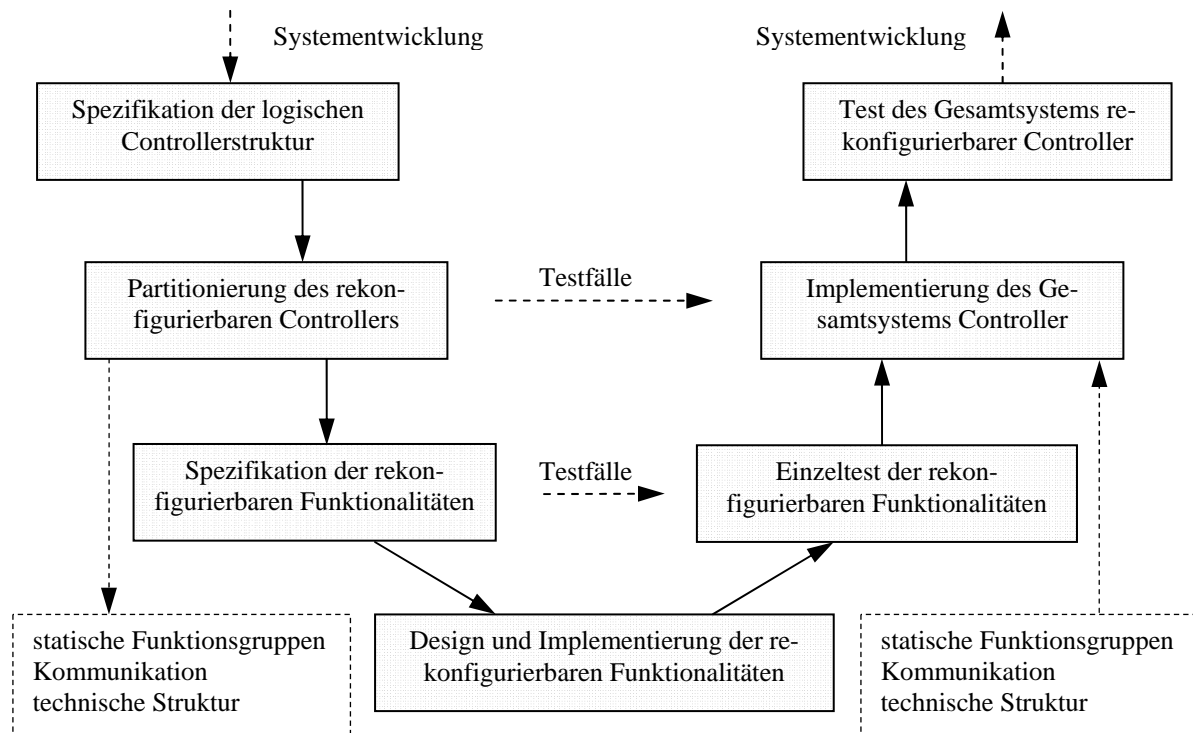 Systementwicklung
Systementwicklung
Spezifikation der logischen
Controllerstruktur
Test des Gesamtsystems re-
konfigurierbarer Controller
Partitionierung des rekon-
figurierbaren Controllers
Testfälle
Implementierung des Ge-
samtsystems Controller
Spezifikation der rekon-
figurierbaren Funktionalitäten
Testfälle
Einzeltest der rekon-
figurierbaren Funktionalitäten
statische Funktionsgruppen
Kommunikation
technische Struktur
Design und Implementierung der re-
konfigurierbaren Funktionalitäten
statische Funktionsgruppen
Kommunikation
technische Struktur